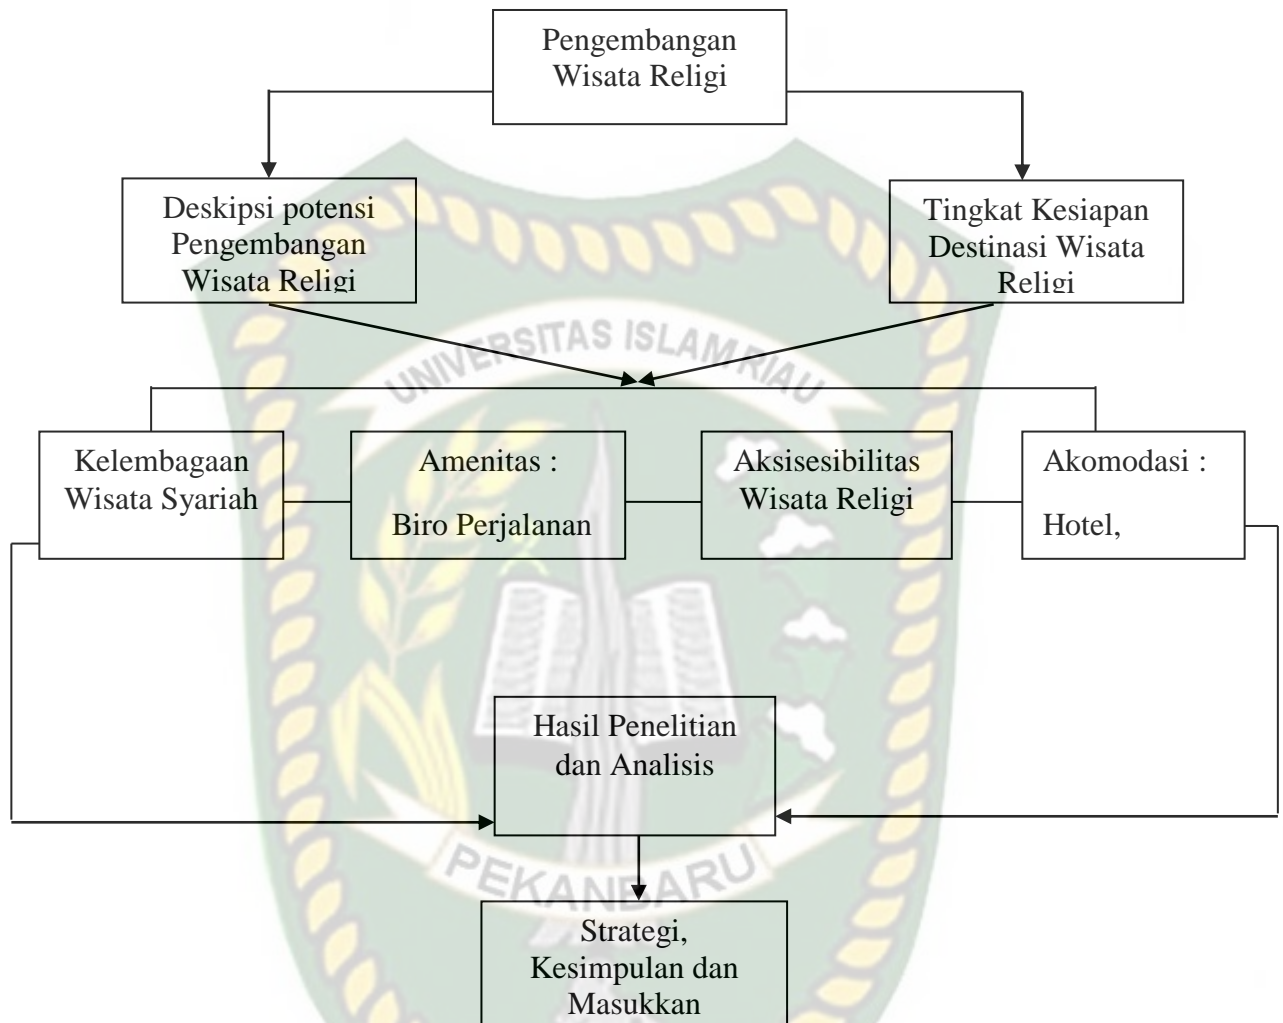 Pengembangan
Wisata Religi
Deskipsi potensi
Pengembangan
Wisata Religi
Tingkat Kesiapan
Destinasi Wisata
Religi
UNIVERSITAS ISLAM RIAU
Kelembagaan
Wisata Syariah
Amenitas :
Biro Perjalanan
Aksisesibilitas
Wisata Religi
Akomodasi :
Hotel,
Hasil Penelitian
dan Analisis
PEKANBARU
Strategi,
Kesimpulan dan
Masukkan